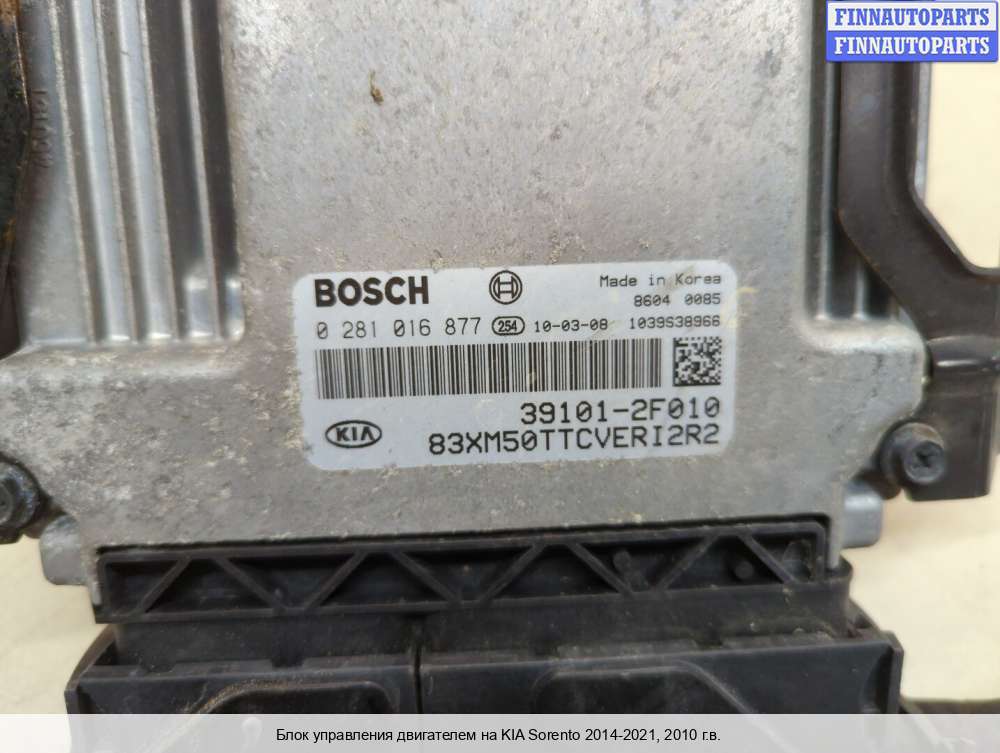 FINNAUTOPARTS
FINNAUTOPARTS
BOSCH Made in Korea
8604 0085
0 281 016 877 254 10-03-08 1039S38966
39101-2F010
KIA 83XM50TTCVERI2R2
Блок управления двигателем на KIA Sorento 2014-2021, 2010 г.в.